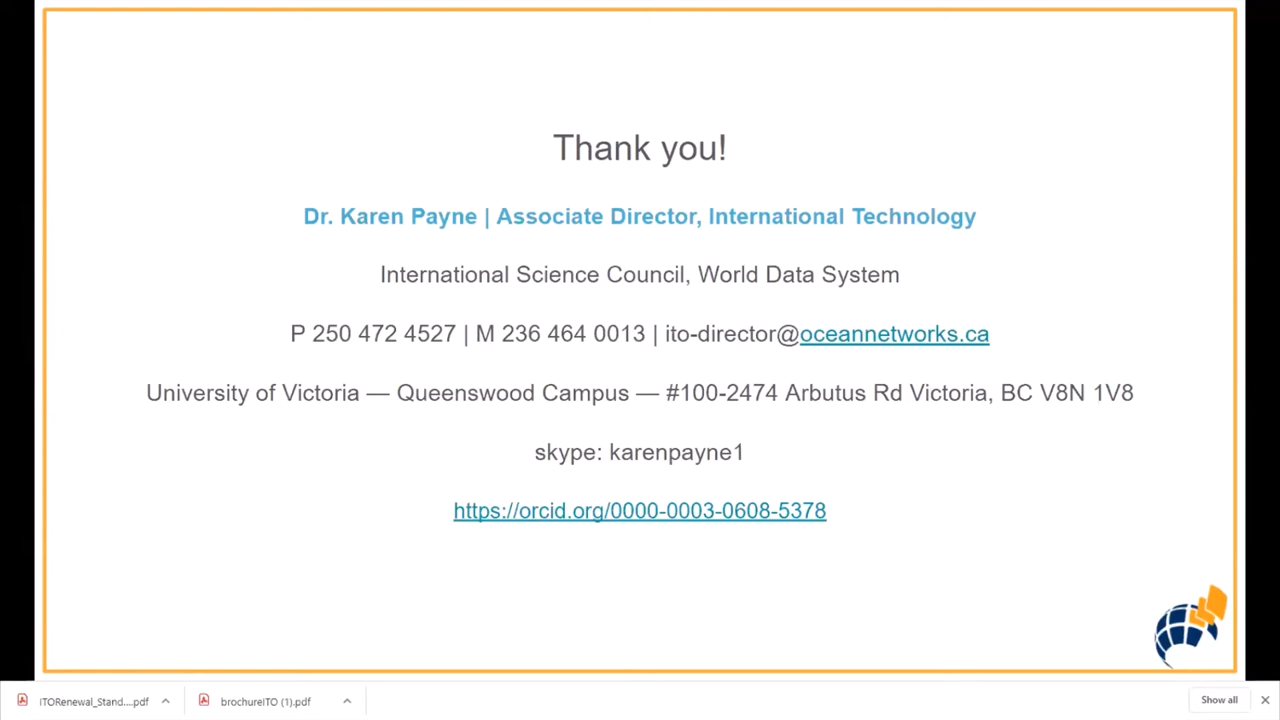 Thank you!
Dr. Karen Payne | Associate Director, International Technology
International Science Council, World Data System
P 250 472 4527 | M 236 464 0013 | ito-director@oceannetworks.ca
University of Victoria — Queenswood Campus — #100-2474 Arbutus Rd Victoria, BC V8N 1V8
skype: karenpayne1
https://orcid.org/0000-0003-0608-5378
ITORenewal_Stand....pdf
brochureITO (1).pdf
Show all